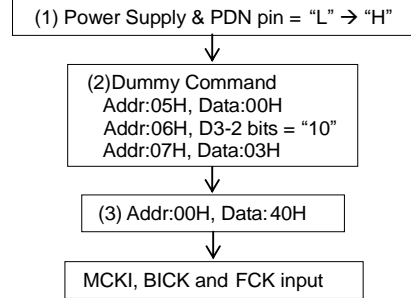 (1) Power Supply & PDN pin = “L” → “H”
(2)Dummy Command
Addr:05H, Data:00H
Addr:06H, D3-2 bits = “10”
Addr:07H, Data:03H
(3) Addr:00H, Data:40H
MCKI, BICK and FCK input